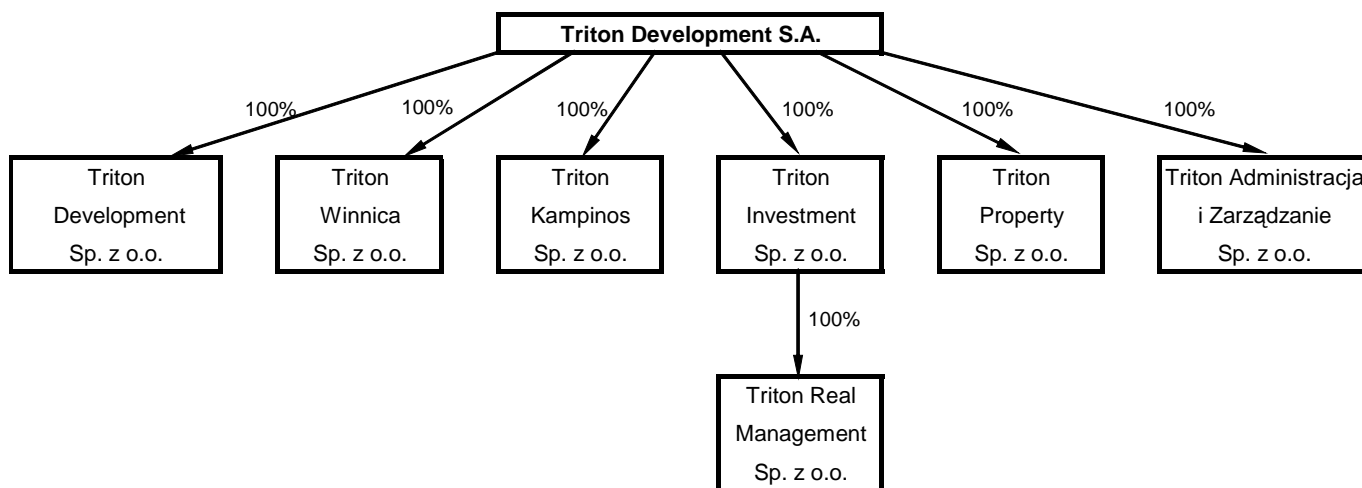 Triton Development S.A.
100%
100%
100%
100%
100%
100%
Triton
Development
Sp. z o.o.
Triton
Winnica
Sp. z o.o.
Triton
Kampinos
Sp. z o.o.
Triton
Investment
Sp. z o.o.
Triton
Property
Sp. z o.o.
Triton Administracja
i Zarządzanie
Sp. z o.o.
100%
Triton Real
Management
Sp. z o.o.